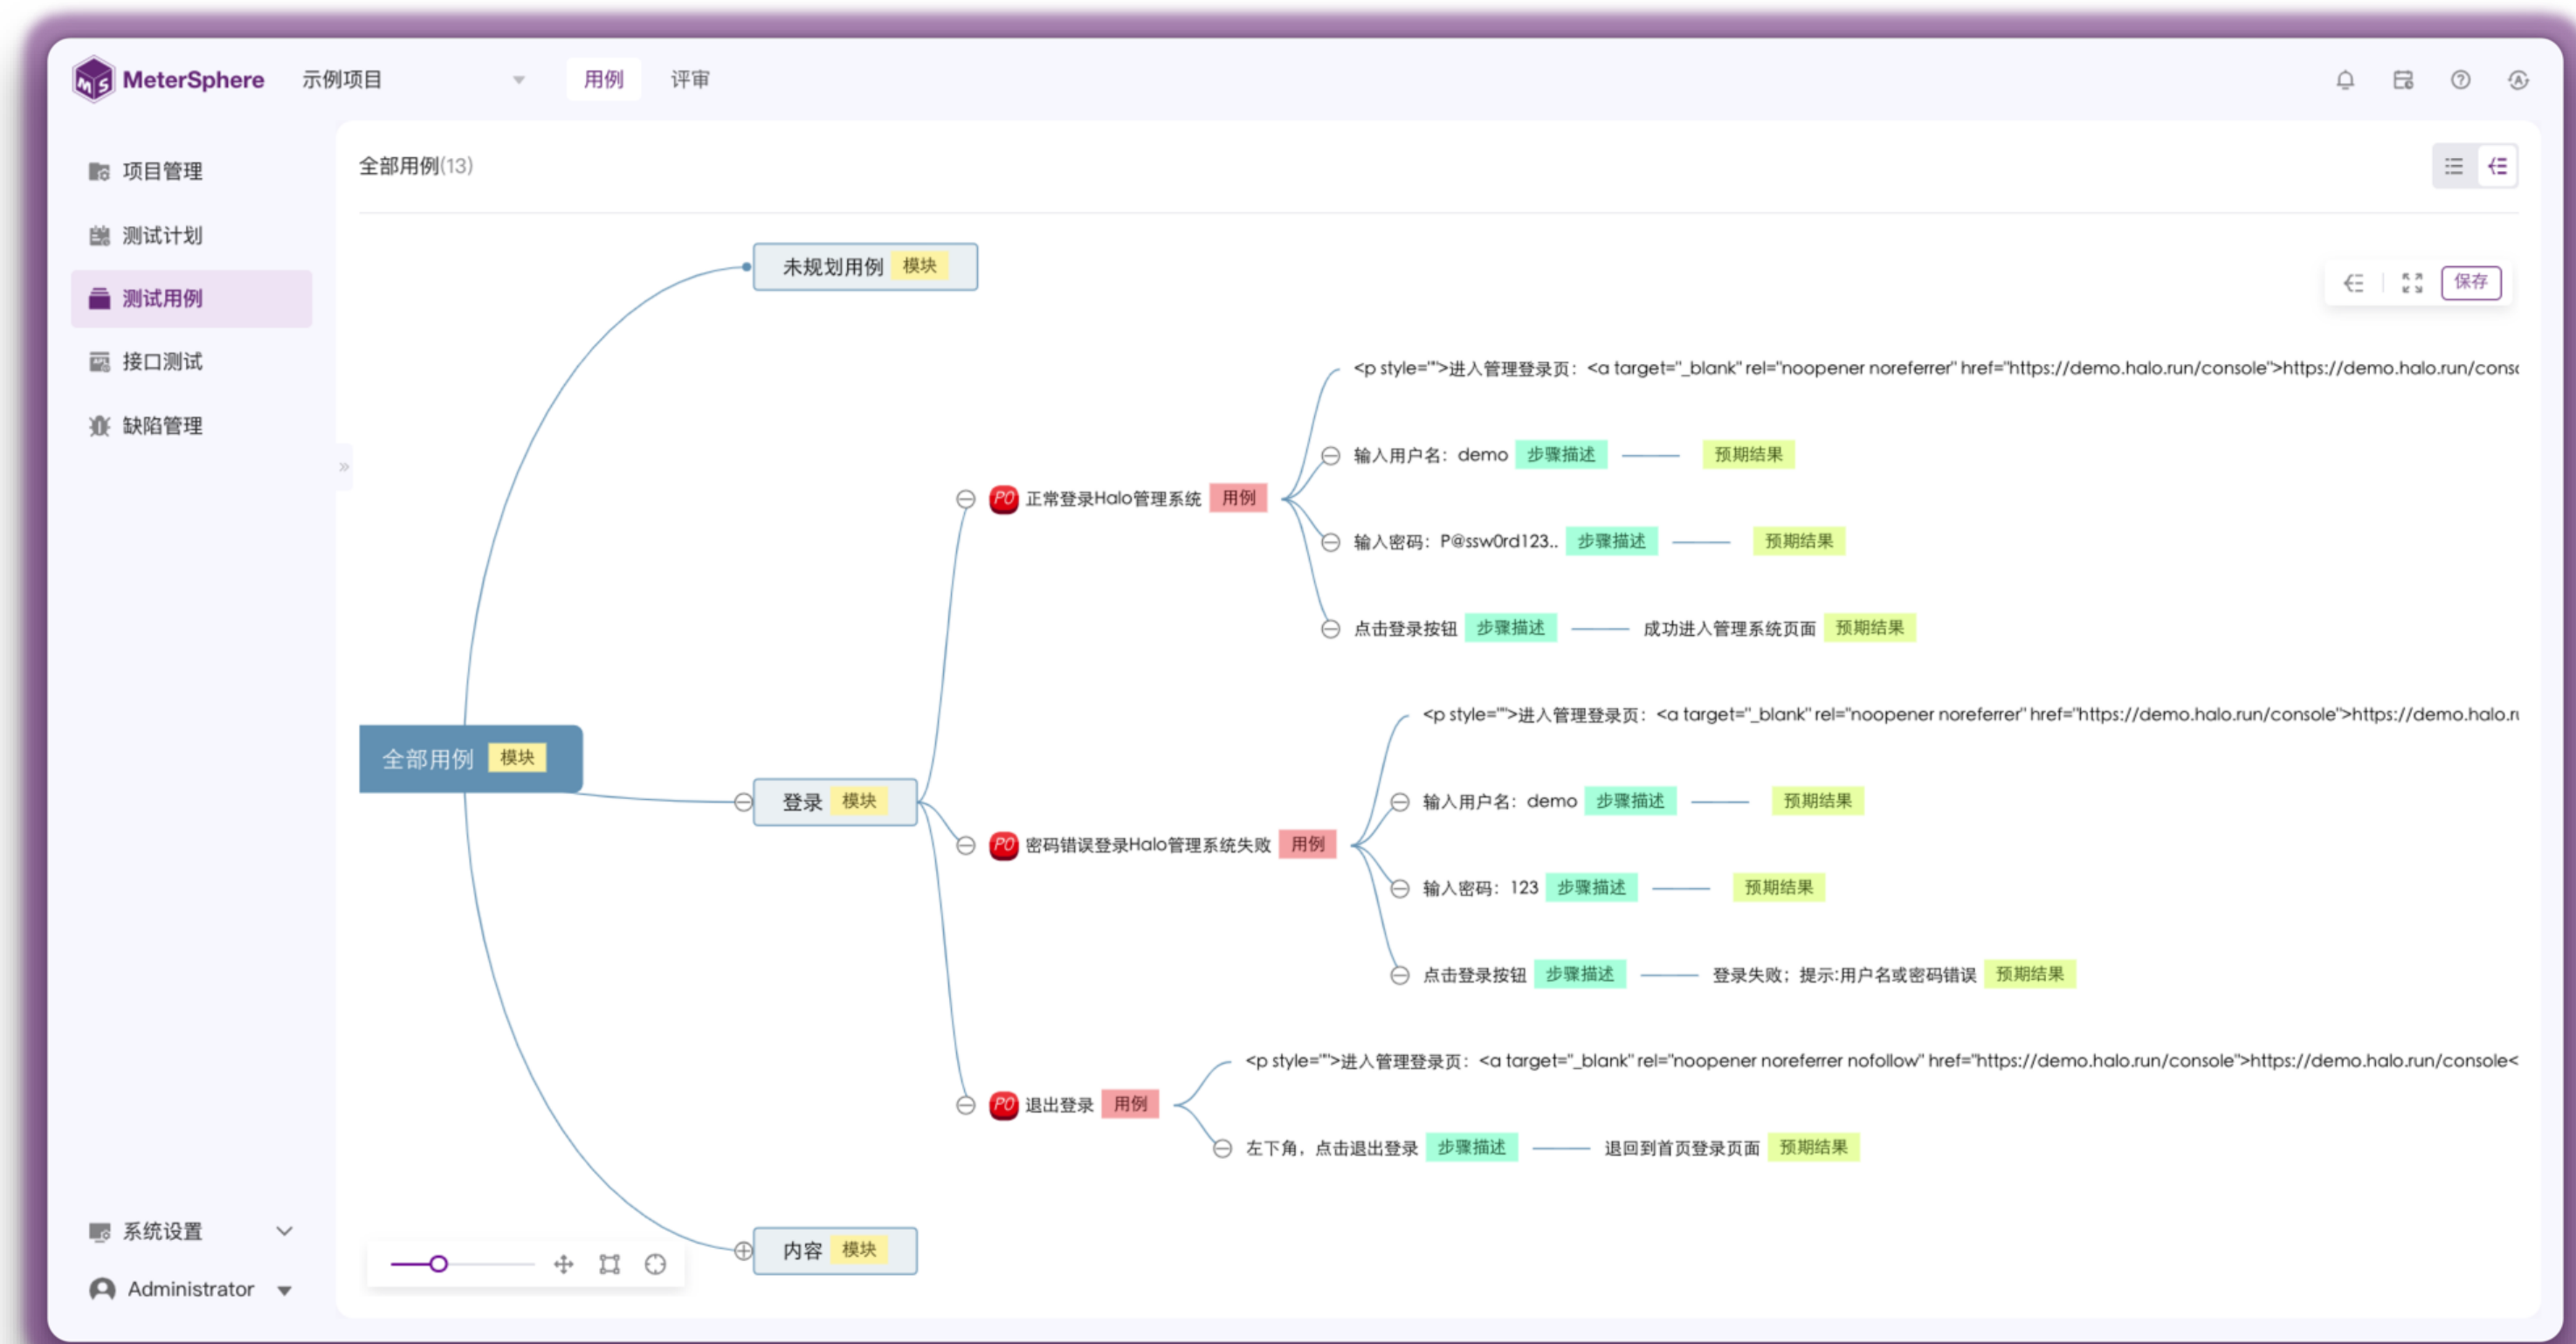 MeterSphere 示例项目 用例 评审
项目管理
测试计划
测试用例
接口测试
缺陷管理
系统设置
Administrator
全部用例(13)
保存
未规划用例 模块
全部用例 模块
登录 模块
内容 模块
P0 正常登录Halo管理系统 用例
<p style="">进入管理登录页：<a target="_blank" rel="noopener noreferrer" href="https://demo.halo.run/console">https://demo.halo.run/conso
输入用户名：demo 步骤描述 预期结果
输入密码：P@ssw0rd123.. 步骤描述 预期结果
点击登录按钮 步骤描述 成功进入管理系统页面 预期结果
P0 密码错误登录Halo管理系统失败 用例
<p style="">进入管理登录页：<a target="_blank" rel="noopener noreferrer" href="https://demo.halo.run/console">https://demo.halo.ru
输入用户名：demo 步骤描述 预期结果
输入密码：123 步骤描述 预期结果
点击登录按钮 步骤描述 登录失败；提示:用户名或密码错误 预期结果
P0 退出登录 用例
<p style="">进入管理登录页：<a target="_blank" rel="noopener noreferrer nofollow" href="https://demo.halo.run/console">https://demo.halo.run/console<
左下角，点击退出登录 步骤描述 退回到首页登录页面 预期结果